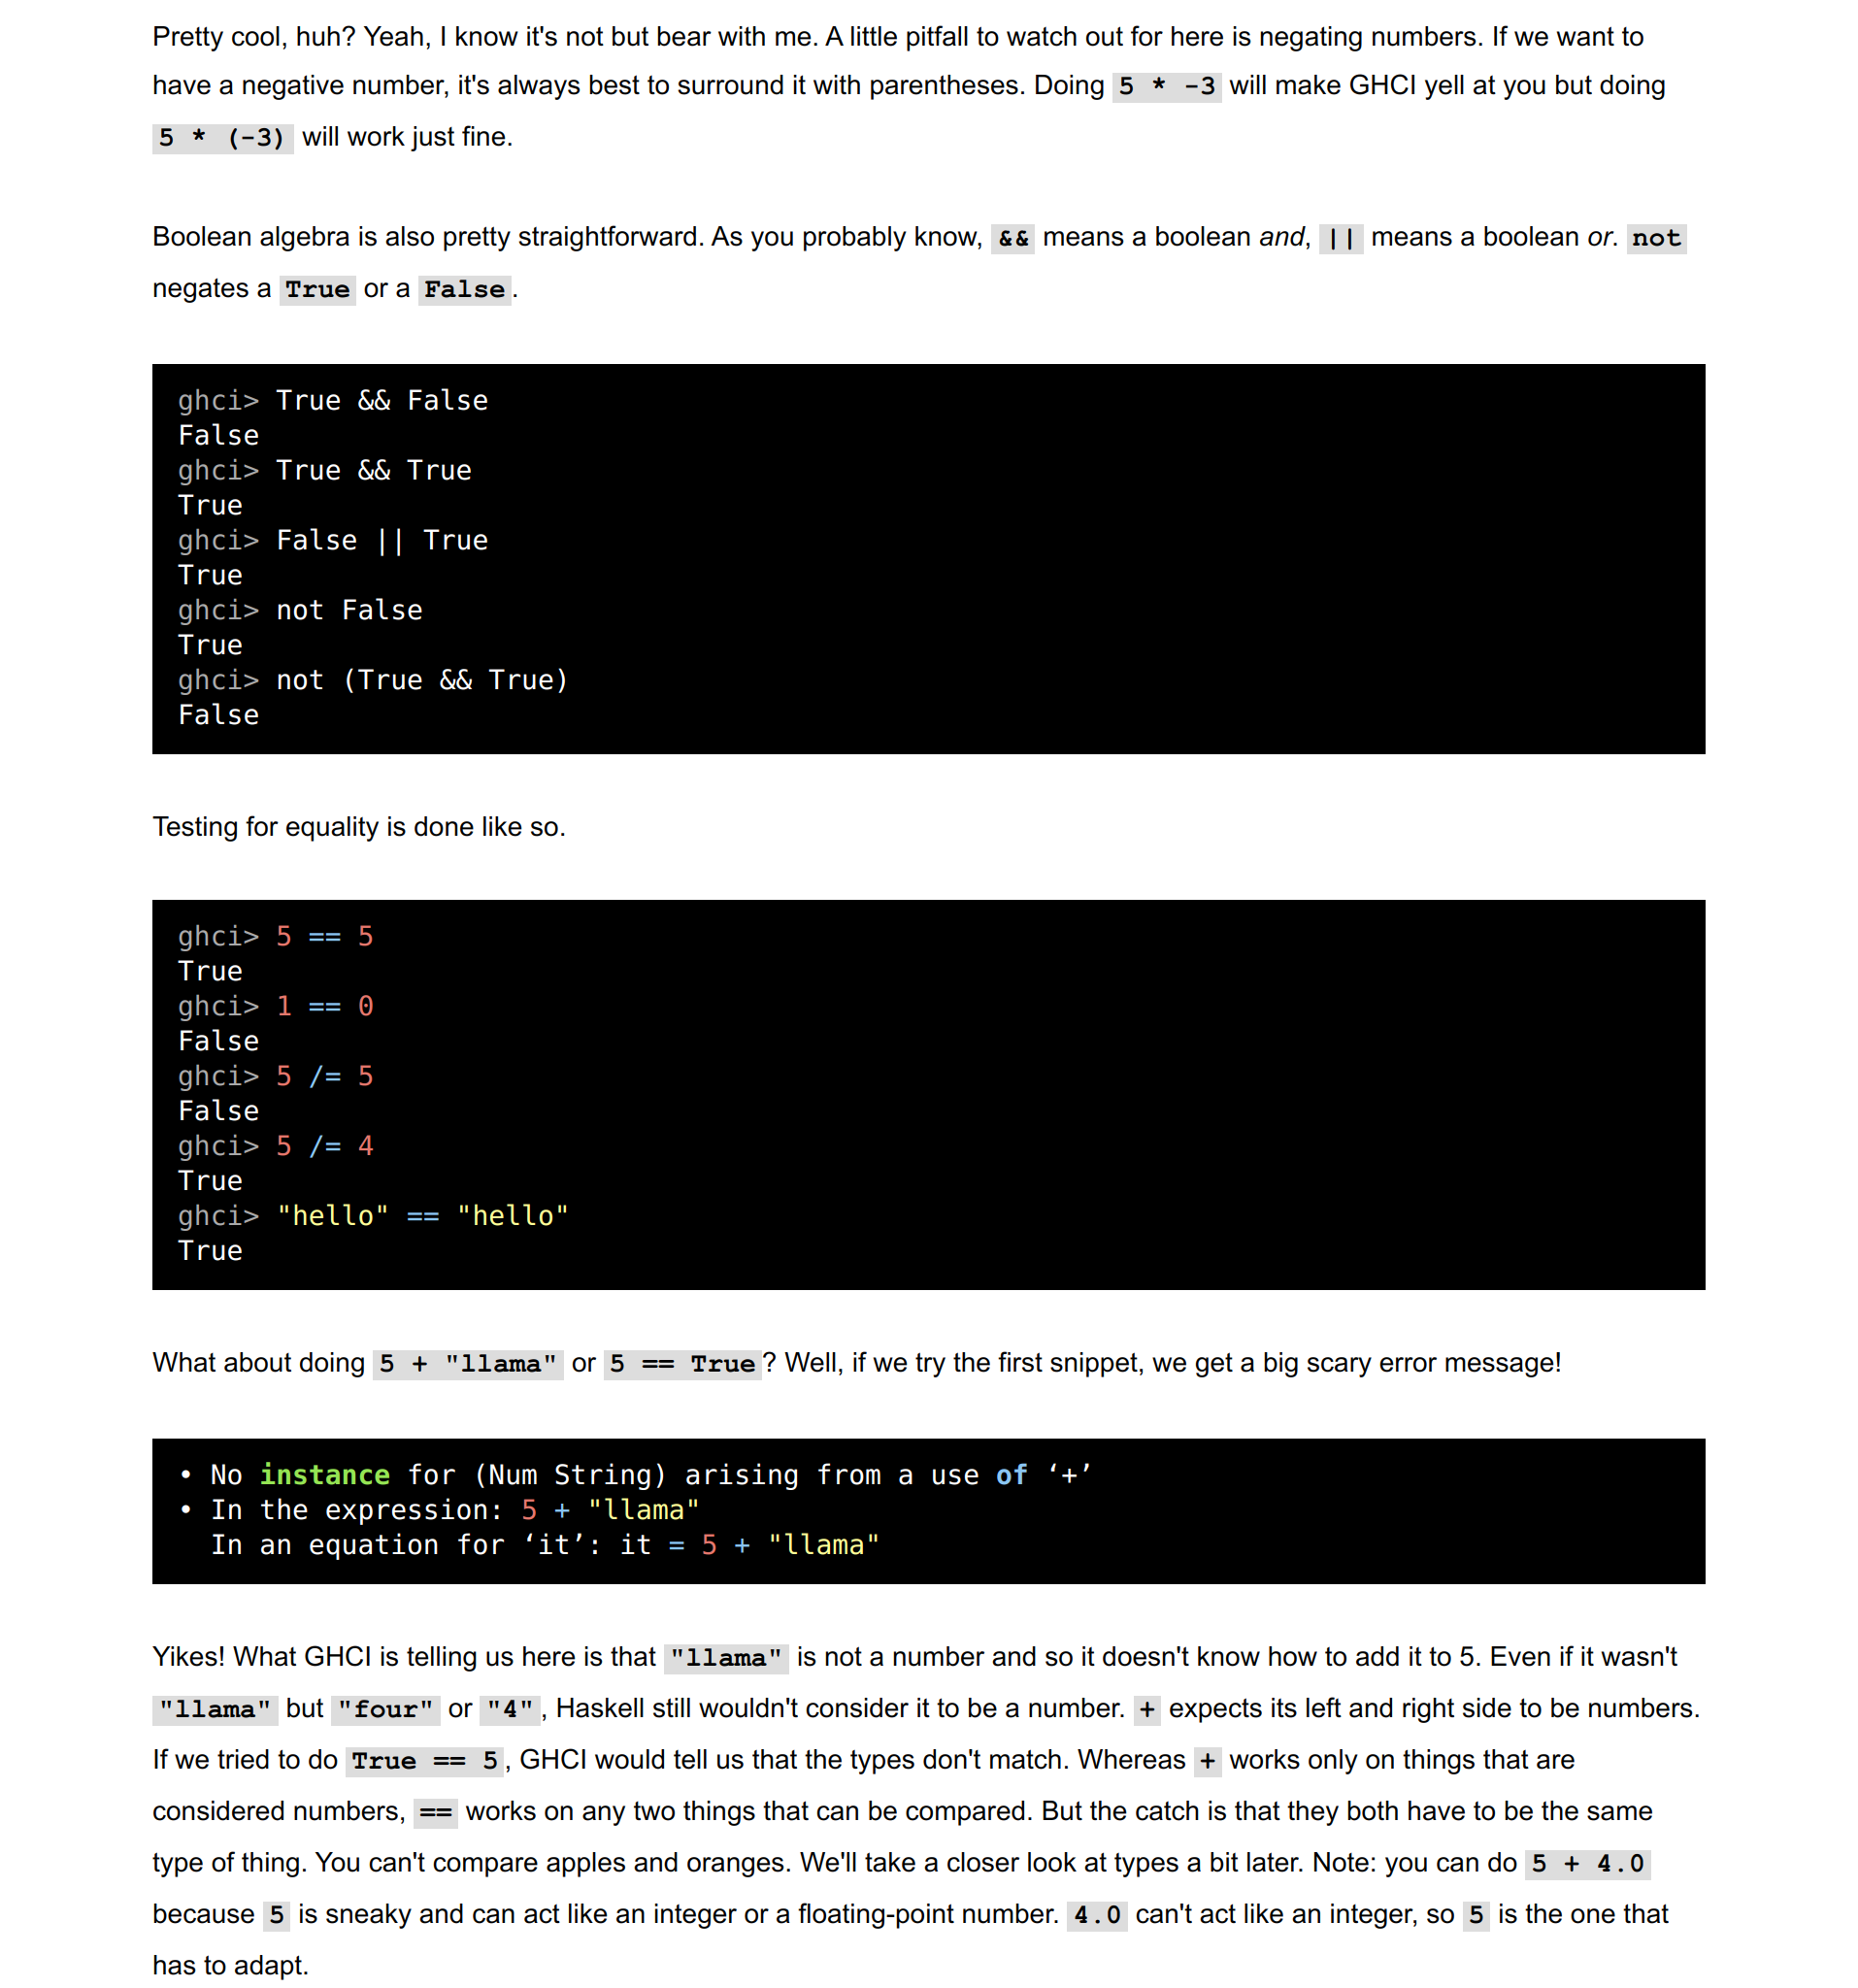 Pretty cool, huh? Yeah, I know it's not but bear with me. A little pitfall to watch out for here is negating numbers. If we want to
have a negative number, it's always best to surround it with parentheses. Doing 5 * -3 will make GHCI yell at you but doing
5 * (-3) will work just fine.
Boolean algebra is also pretty straightforward. As you probably know, && means a boolean and, || means a boolean or. not
negates a True or a False.
ghci> True && False
False
ghci> True && True
True
ghci> False || True
True
ghci> not False
True
ghci> not (True && True)
False
Testing for equality is done like so.
ghci> 5 == 5
True
ghci> 1 == 0
False
ghci> 5 /= 5
False
ghci> 5 /= 4
True
ghci> "hello" == "hello"
True
What about doing 5 + "llama" or 5 == True? Well, if we try the first snippet, we get a big scary error message!
• No instance for (Num String) arising from a use of ‘+’
• In the expression: 5 + "llama"
In an equation for ‘it’: it = 5 + "llama"
Yikes! What GHCI is telling us here is that "llama" is not a number and so it doesn't know how to add it to 5. Even if it wasn't
"llama" but "four" or "4", Haskell still wouldn't consider it to be a number. + expects its left and right side to be numbers.
If we tried to do True == 5, GHCI would tell us that the types don't match. Whereas + works only on things that are
considered numbers, == works on any two things that can be compared. But the catch is that they both have to be the same
type of thing. You can't compare apples and oranges. We'll take a closer look at types a bit later. Note: you can do 5 + 4.0
because 5 is sneaky and can act like an integer or a floating-point number. 4.0 can't act like an integer, so 5 is the one that
has to adapt.